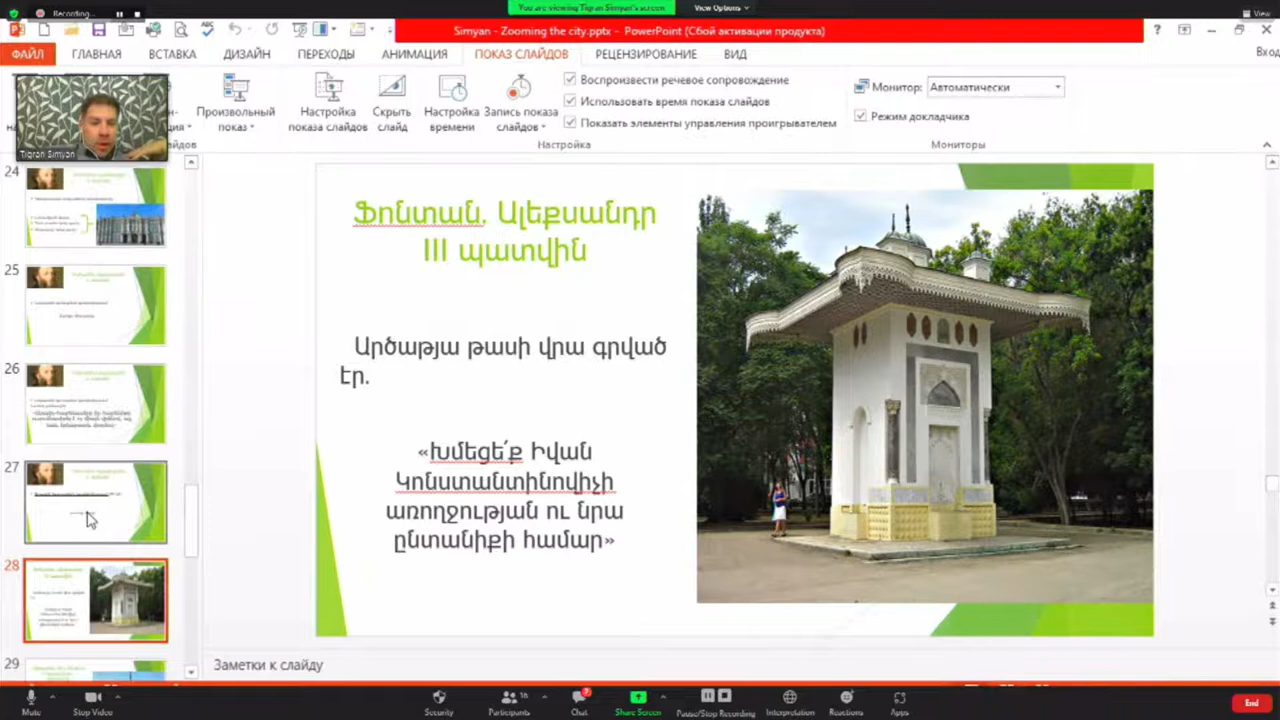 Recording...
You are viewing Tigran Simyan's screen
View Options
View
Simyan - Zooming the city.pptx - PowerPoint (Сбой активации продукта)
ФАЙЛ
ГЛАВНАЯ
ВСТАВКА
ДИЗАЙН
ПЕРЕХОДЫ
АНИМАЦИЯ
ПОКАЗ СЛАЙДОВ
РЕЦЕНЗИРОВАНИЕ
ВИД
Вход
Произвольный
показ
Настройка
показа слайдов
Скрыть
слайд
Настройка
времени
Запись показа
слайдов
Воспроизвести речевое сопровождение
Использовать время показа слайдов
Показать элементы управления проигрывателем
Настройка
Монитор:
Автоматически
Режим докладчика
Мониторы
Tigran Simyan
24
25
26
27
28
29
Ֆոնտան. Ալեքսանդր
III պատվին
Արծաթյա թասի վրա գրված
էր.
«Խմեցե՛ք Իվան
Կոնստանտինովիչի
առողջության ու նրա
ընտանիքի համար»
Заметки к слайду
Mute
Stop Video
Security
Participants
16
Chat
Share Screen
Pause/Stop Recording
Interpretation
Reactions
Apps
End